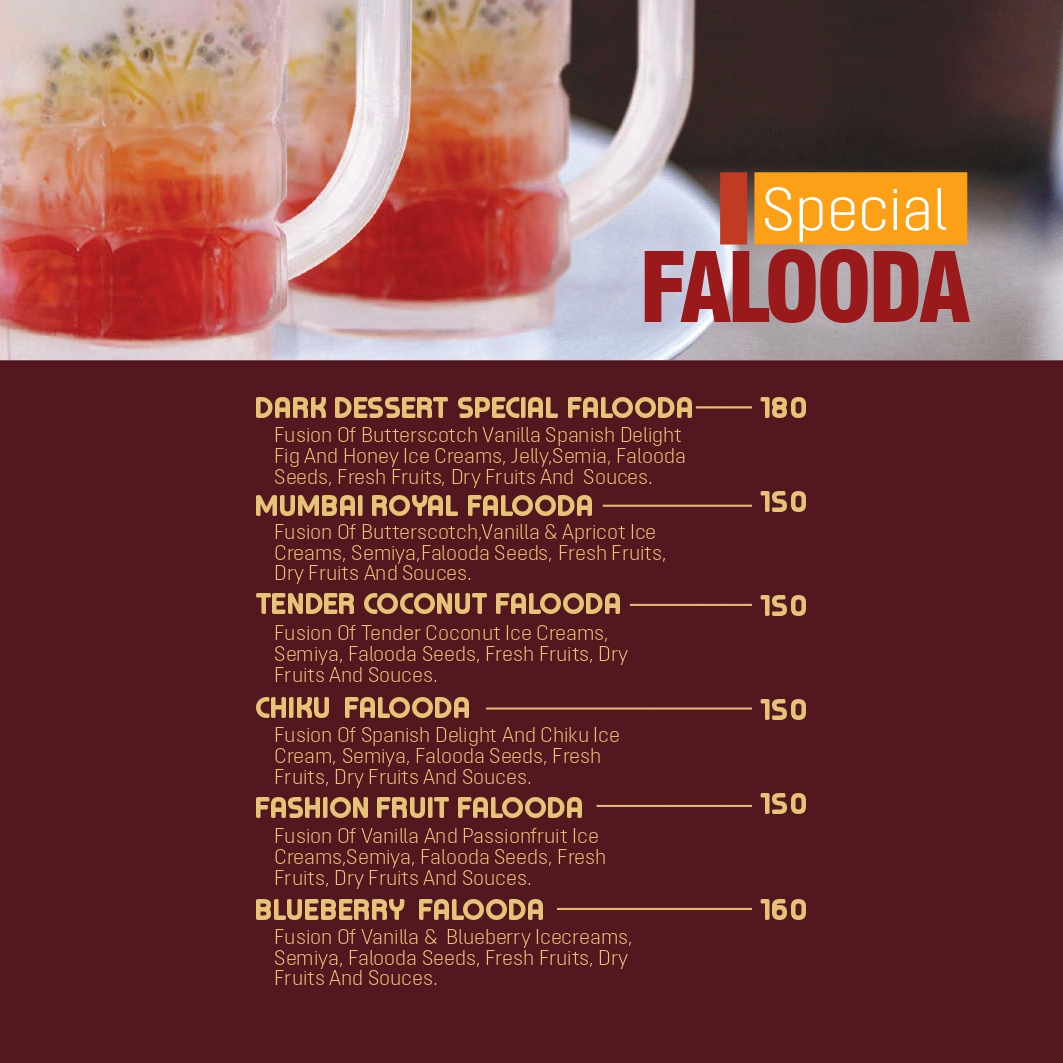 Special
FALOODA
DARK DESSERT SPECIAL FALOODA 180
Fusion Of Butterscotch Vanilla Spanish Delight
Fig And Honey Ice Creams, Jelly,Semia, Falooda
Seeds, Fresh Fruits, Dry Fruits And Souces.
MUMBAI ROYAL FALOODA 150
Fusion Of Butterscotch,Vanilla & Apricot Ice
Creams, Semiya,Falooda Seeds, Fresh Fruits,
Dry Fruits And Souces.
TENDER COCONUT FALOODA 150
Fusion Of Tender Coconut Ice Creams,
Semiya, Falooda Seeds, Fresh Fruits, Dry
Fruits And Souces.
CHIKU FALOODA 150
Fusion Of Spanish Delight And Chiku Ice
Cream, Semiya, Falooda Seeds, Fresh
Fruits, Dry Fruits And Souces.
FASHION FRUIT FALOODA 150
Fusion Of Vanilla And Passionfruit Ice
Creams,Semiya, Falooda Seeds, Fresh
Fruits, Dry Fruits And Souces.
BLUEBERRY FALOODA 160
Fusion Of Vanilla & Blueberry Icecreams,
Semiya, Falooda Seeds, Fresh Fruits, Dry
Fruits And Souces.